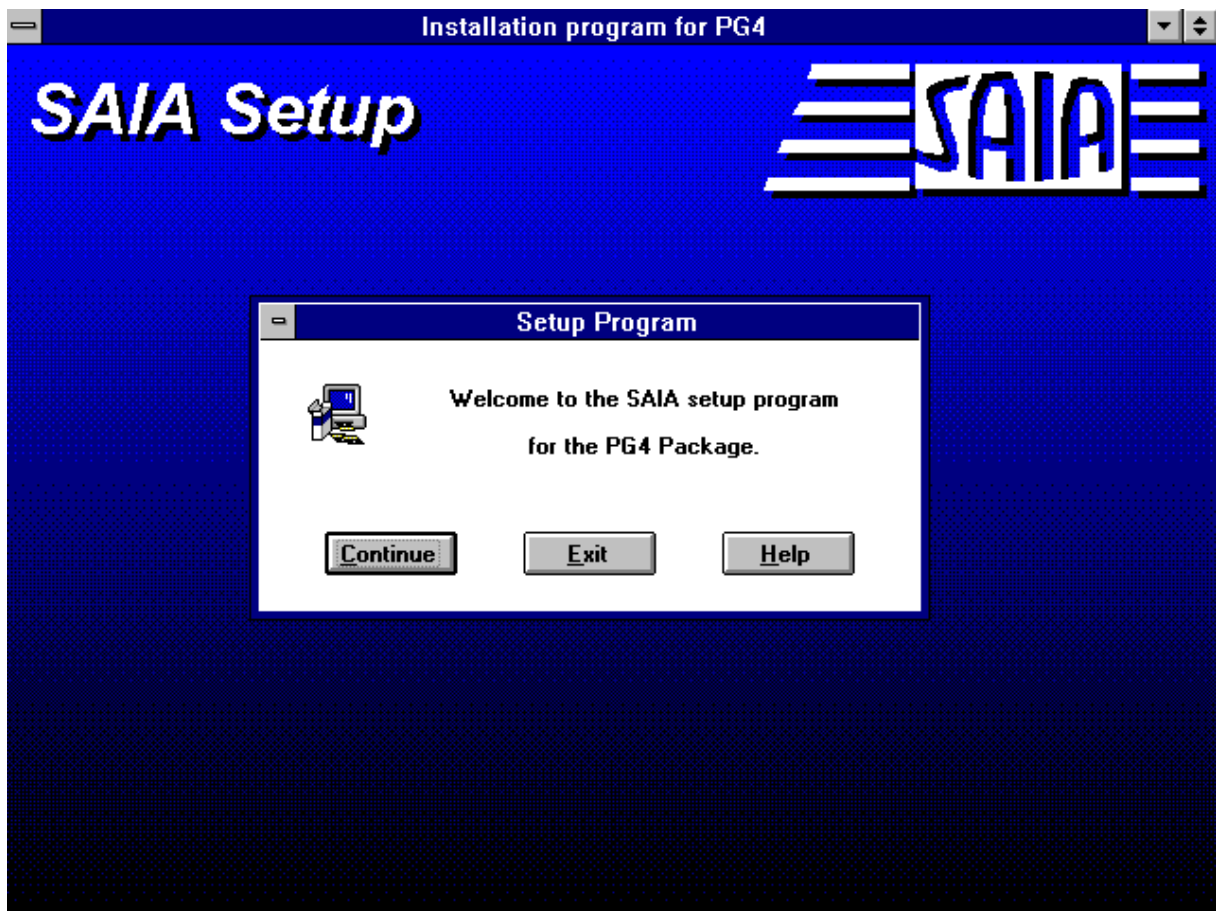 Installation program for PG4
SAIA Setup
SAIA
Setup Program
Welcome to the SAIA setup program
for the PG4 Package.
Continue
Exit
Help